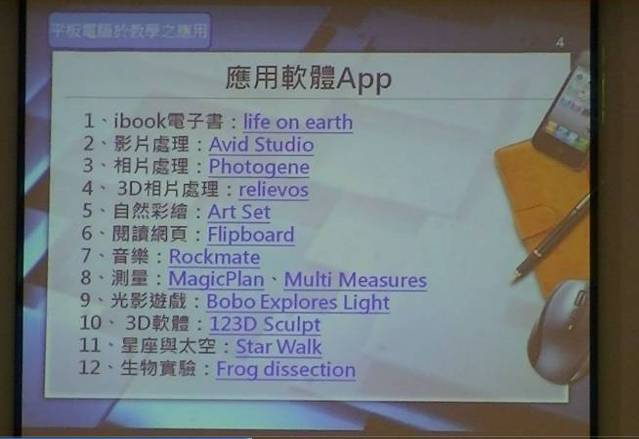 平板電腦於教學之應用
4
應用軟體App
1、ibook電子書：life on earth
2、影片處理：Avid Studio
3、相片處理：Photogene
4、 3D相片處理：relievos
5、自然彩繪：Art Set
6、閱讀網頁：Flipboard
7、音樂：Rockmate
8、測量：MagicPlan、Multi Measures
9、光影遊戲：Bobo Explores Light
10、 3D軟體：123D Sculpt
11、星座與太空：Star Walk
12、生物實驗：Frog dissection